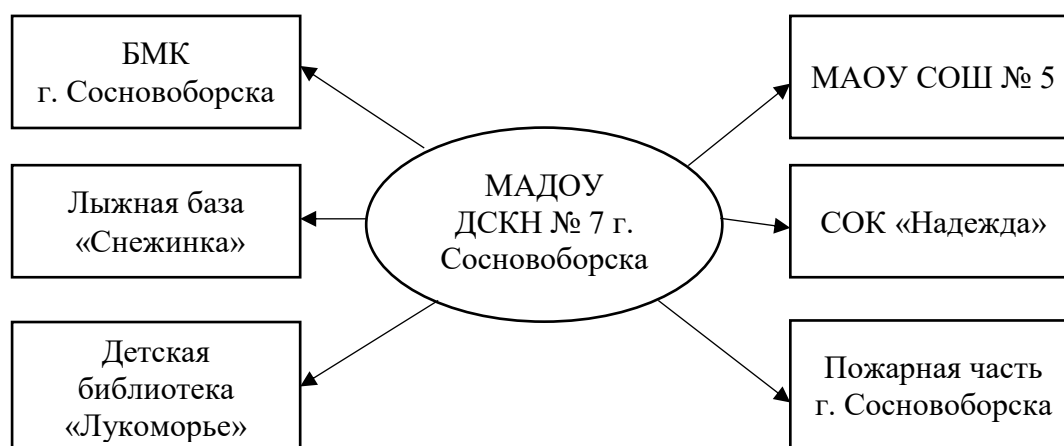 БМК
г. Сосновоборска
МАОУ СОШ № 5
МАДОУ
ДСКН № 7 г.
Сосновоборска
Лыжная база
«Снежинка»
СОК «Надежда»
Детская
библиотека
«Лукоморье»
Пожарная часть
г. Сосновоборска